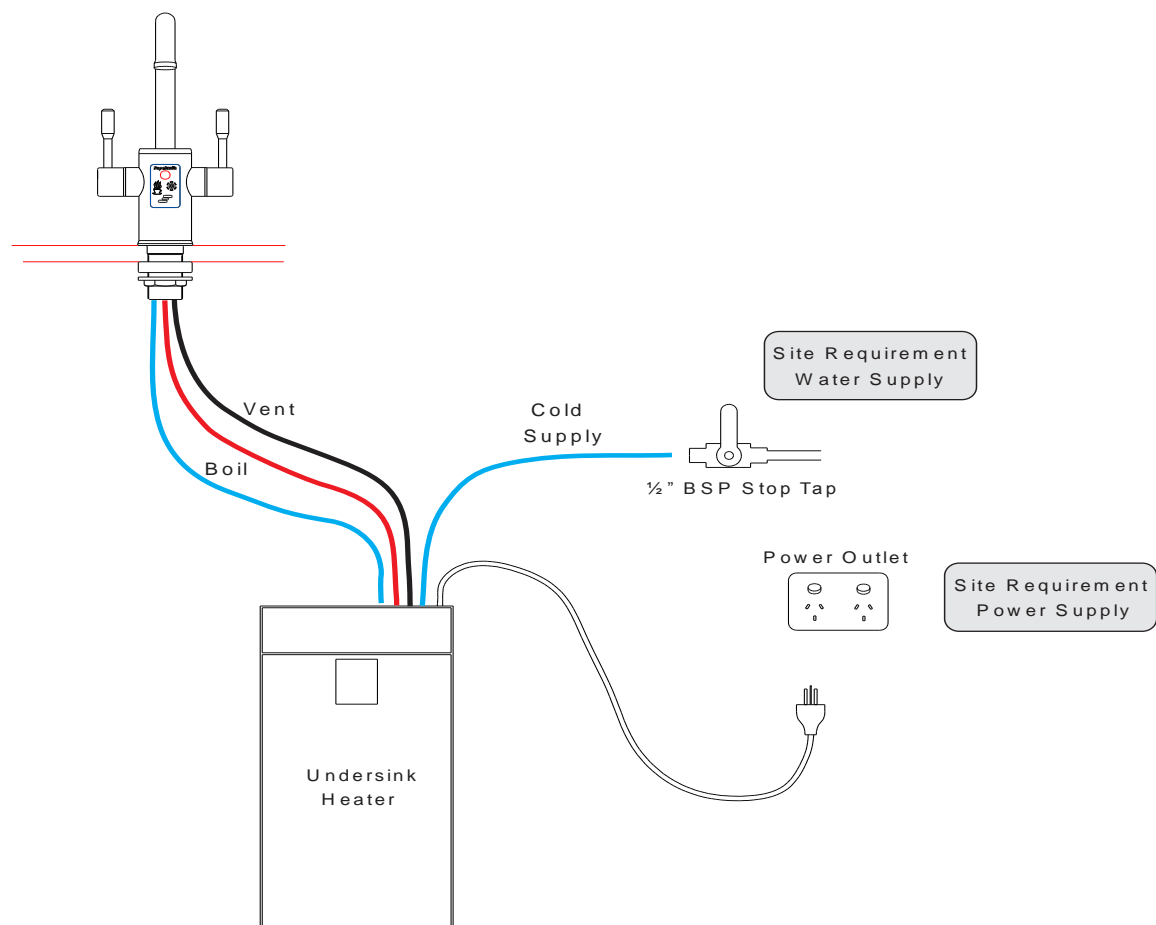 Site Requirement
Water Supply
Vent
Cold
Supply
Boil
½” BSP Stop Tap
Power Outlet
Site Requirement
Power Supply
Undersink
Heater